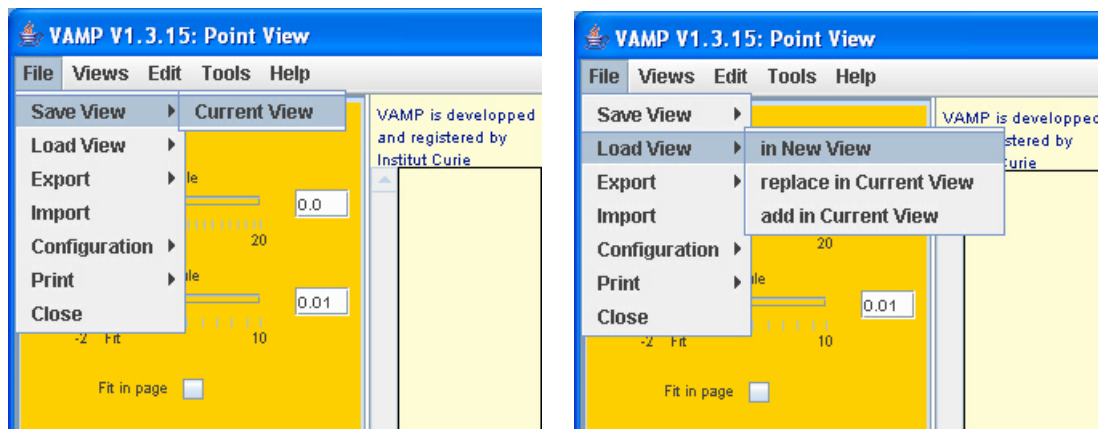 VAMP V1.3.15: Point View
File Views Edit Tools Help
Save View
Current View
Load View
Export
Import
Configuration
Print
Close
VAMP is developped
and registered by
Institut Curie
le
0.0
20
ule
0.01
-2 Fit 10
Fit in page
VAMP V1.3.15: Point View
File Views Edit Tools Help
Save View
Load View
in New View
replace in Current View
add in Current View
Export
Import
Configuration
Print
Close
VAMP is developped
stered by
Curie
20
le
0.01
-2 Fit 10
Fit in page